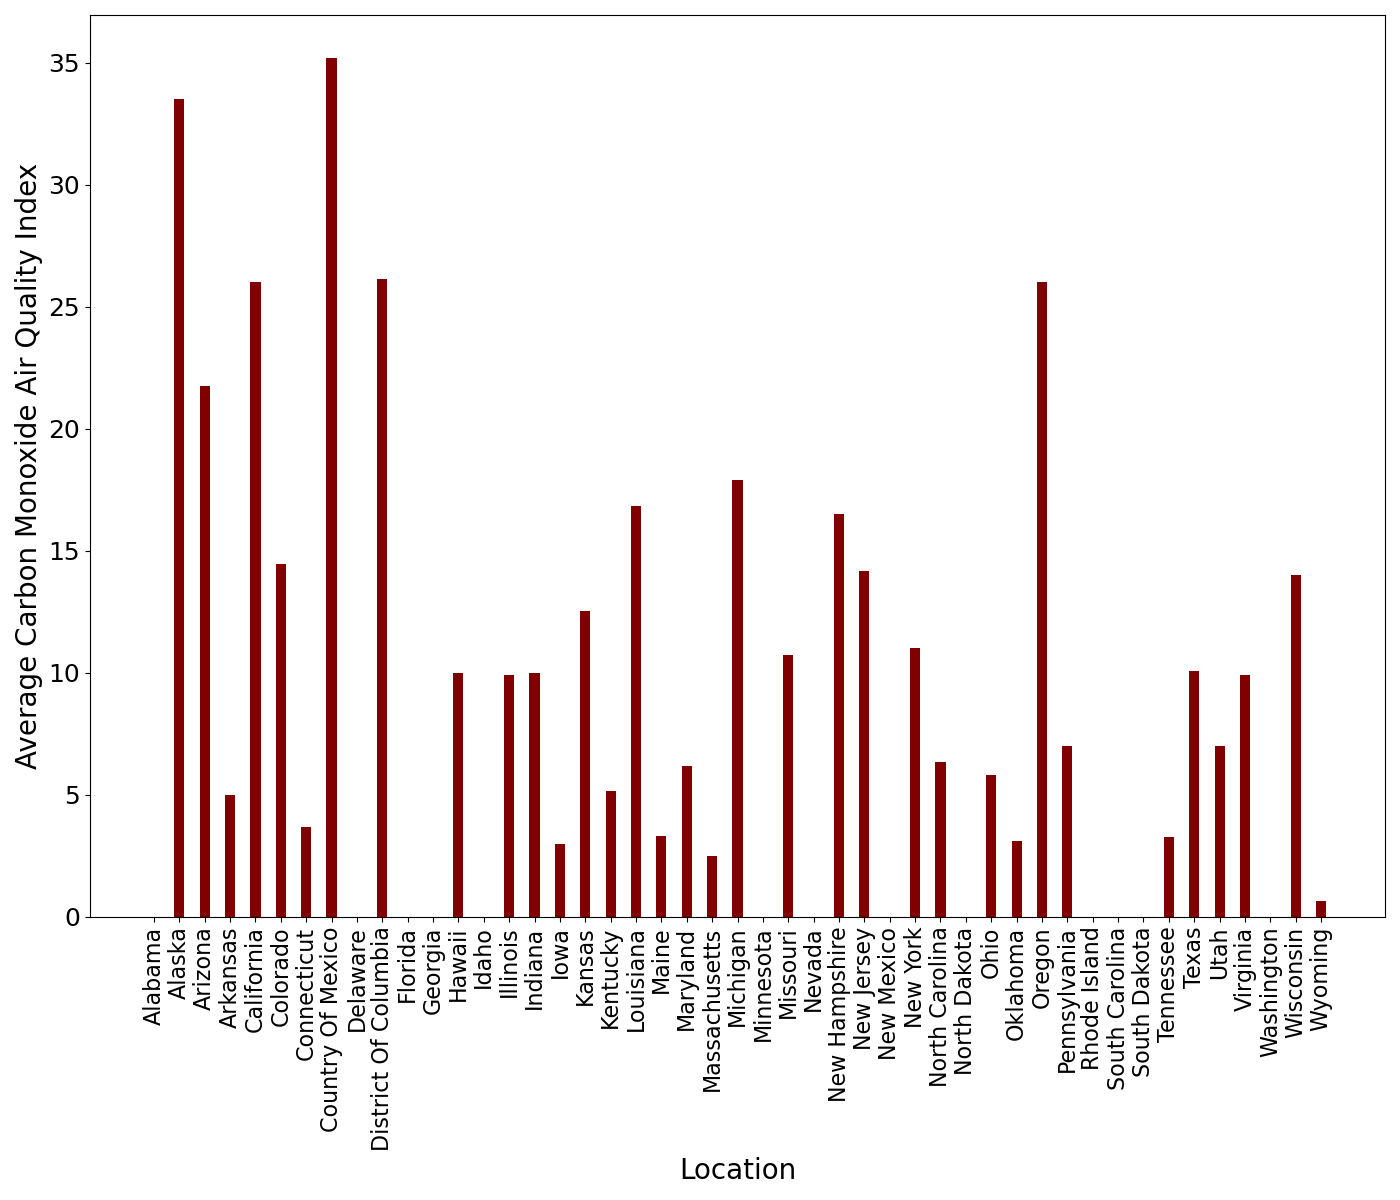 Average Carbon Monoxide Air Quality Index
35
30
25
20
15
10
5
0
Alabama
Alaska
Arizona
Arkansas
California
Colorado
Connecticut
Country Of Mexico
Delaware
District Of Columbia
Florida
Georgia
Hawaii
Idaho
Illinois
Indiana
Iowa
Kansas
Kentucky
Louisiana
Maine
Maryland
Massachusetts
Michigan
Minnesota
Missouri
Nevada
New Hampshire
New Jersey
New Mexico
New York
North Carolina
North Dakota
Ohio
Oklahoma
Oregon
Pennsylvania
Rhode Island
South Carolina
South Dakota
Tennessee
Texas
Utah
Virginia
Washington
Wisconsin
Wyoming
Location